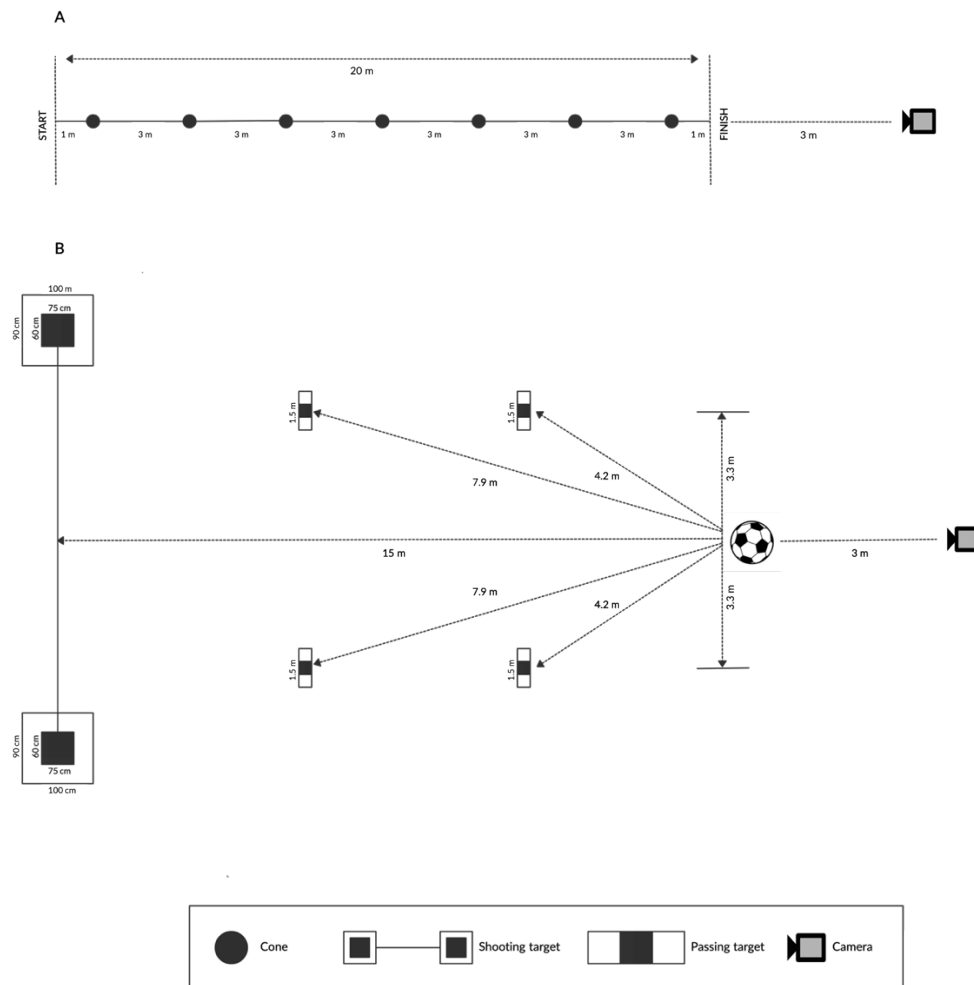 A
20 m
START
1 m
3 m
3 m
3 m
3 m
3 m
3 m
1 m
FINISH
3 m
B
100 m
75 cm
90 cm
60 cm
1.5 m
1.5 m
3.3 m
4.2 m
7.9 m
15 m
3 m
7.9 m
4.2 m
3.3 m
1.5 m
1.5 m
90 cm
60 cm
75 cm
100 cm
Cone
Shooting target
Passing target
Camera